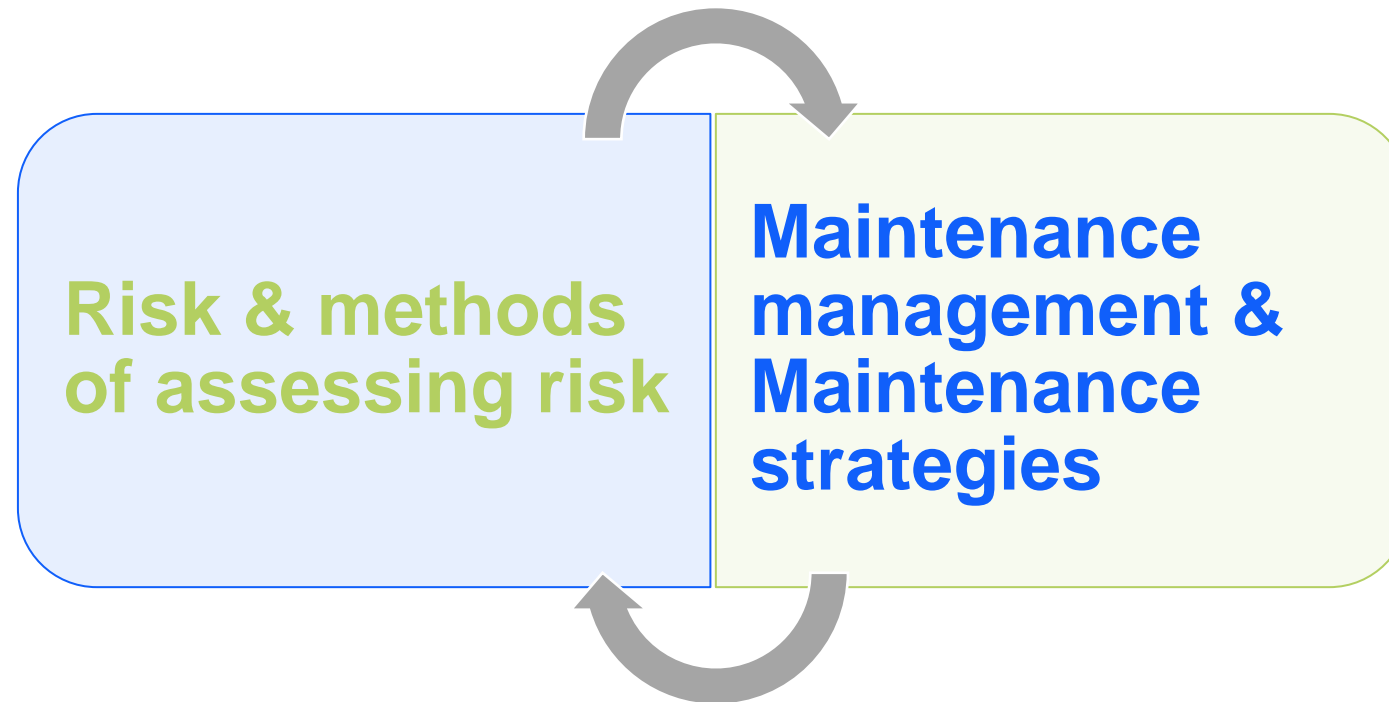 Risk & methods
of assessing risk
Maintenance
management &
Maintenance
strategies